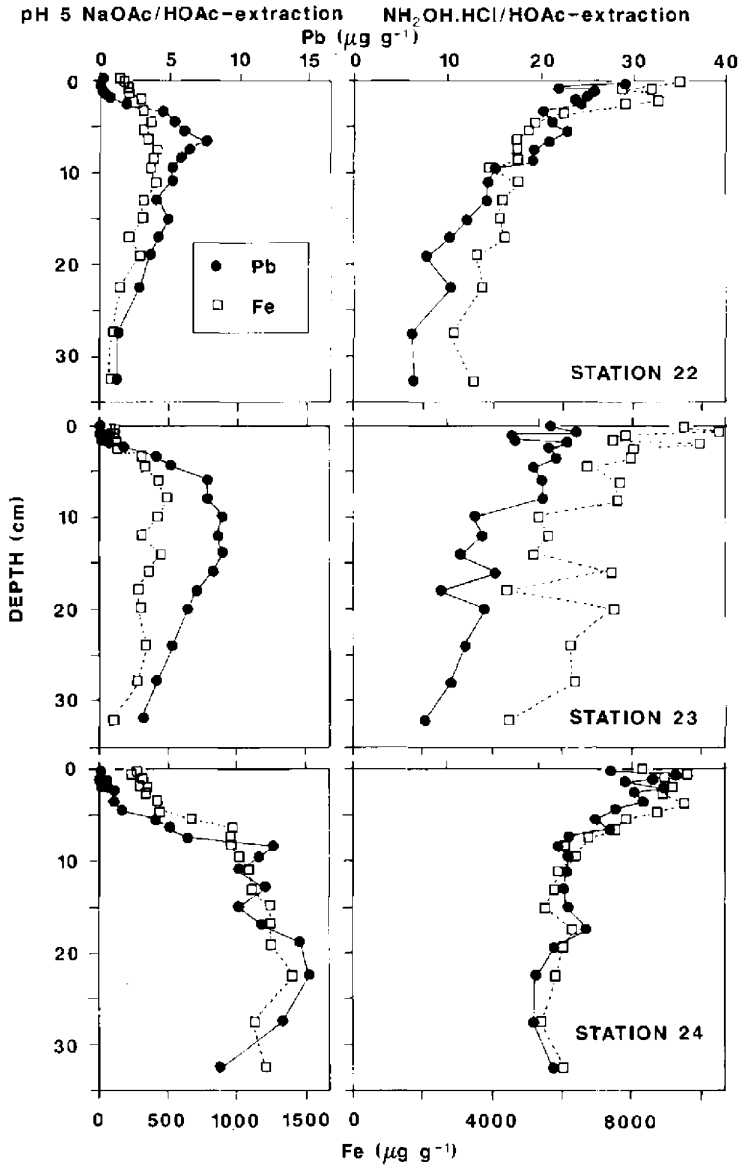 pH 5 NaOAc/HOAc-extraction NH₂OH.HCl/HOAc-extraction
Pb (μg g⁻¹)
0 5 10 15 0 10 20 30 40
0
10
20
30
Pb
Fe
STATION 22
0
10
20
30
DEPTH (cm)
STATION 23
0
10
20
30
STATION 24
0 500 1000 1500 0 4000 8000
Fe (μg g⁻¹)